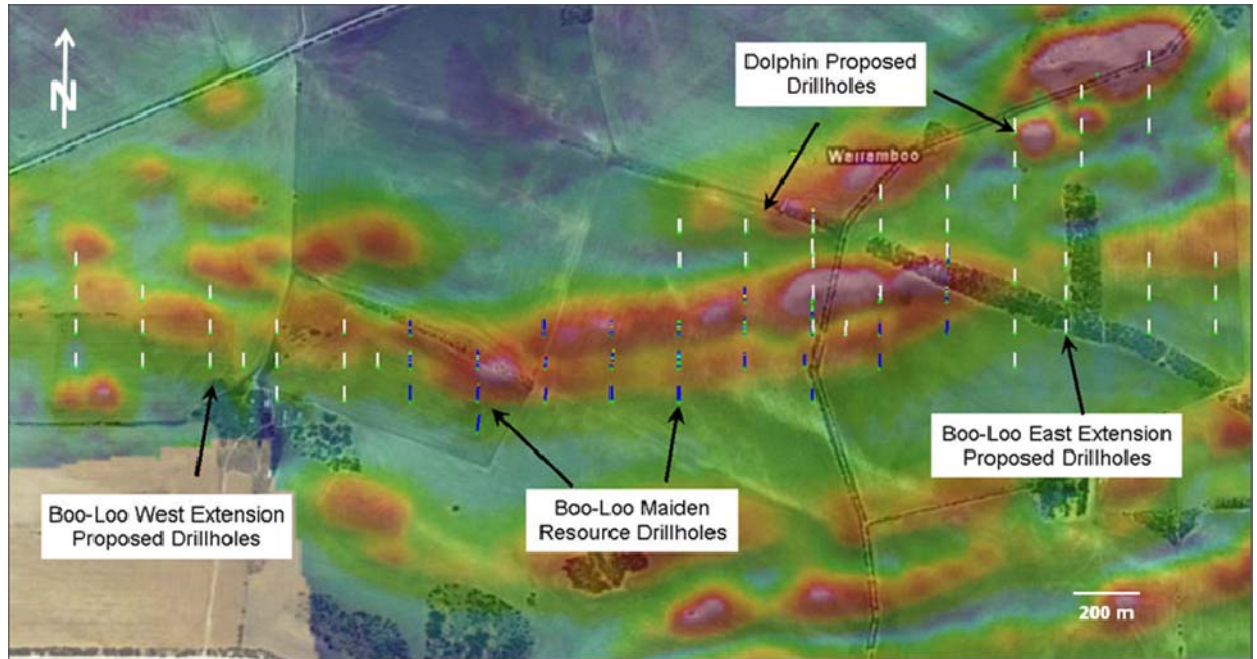 N
Dolphin Proposed
Drillholes
Warramboo
Boo-Loo East Extension
Proposed Drillholes
Boo-Loo West Extension
Proposed Drillholes
Boo-Loo Maiden
Resource Drillholes
200 m